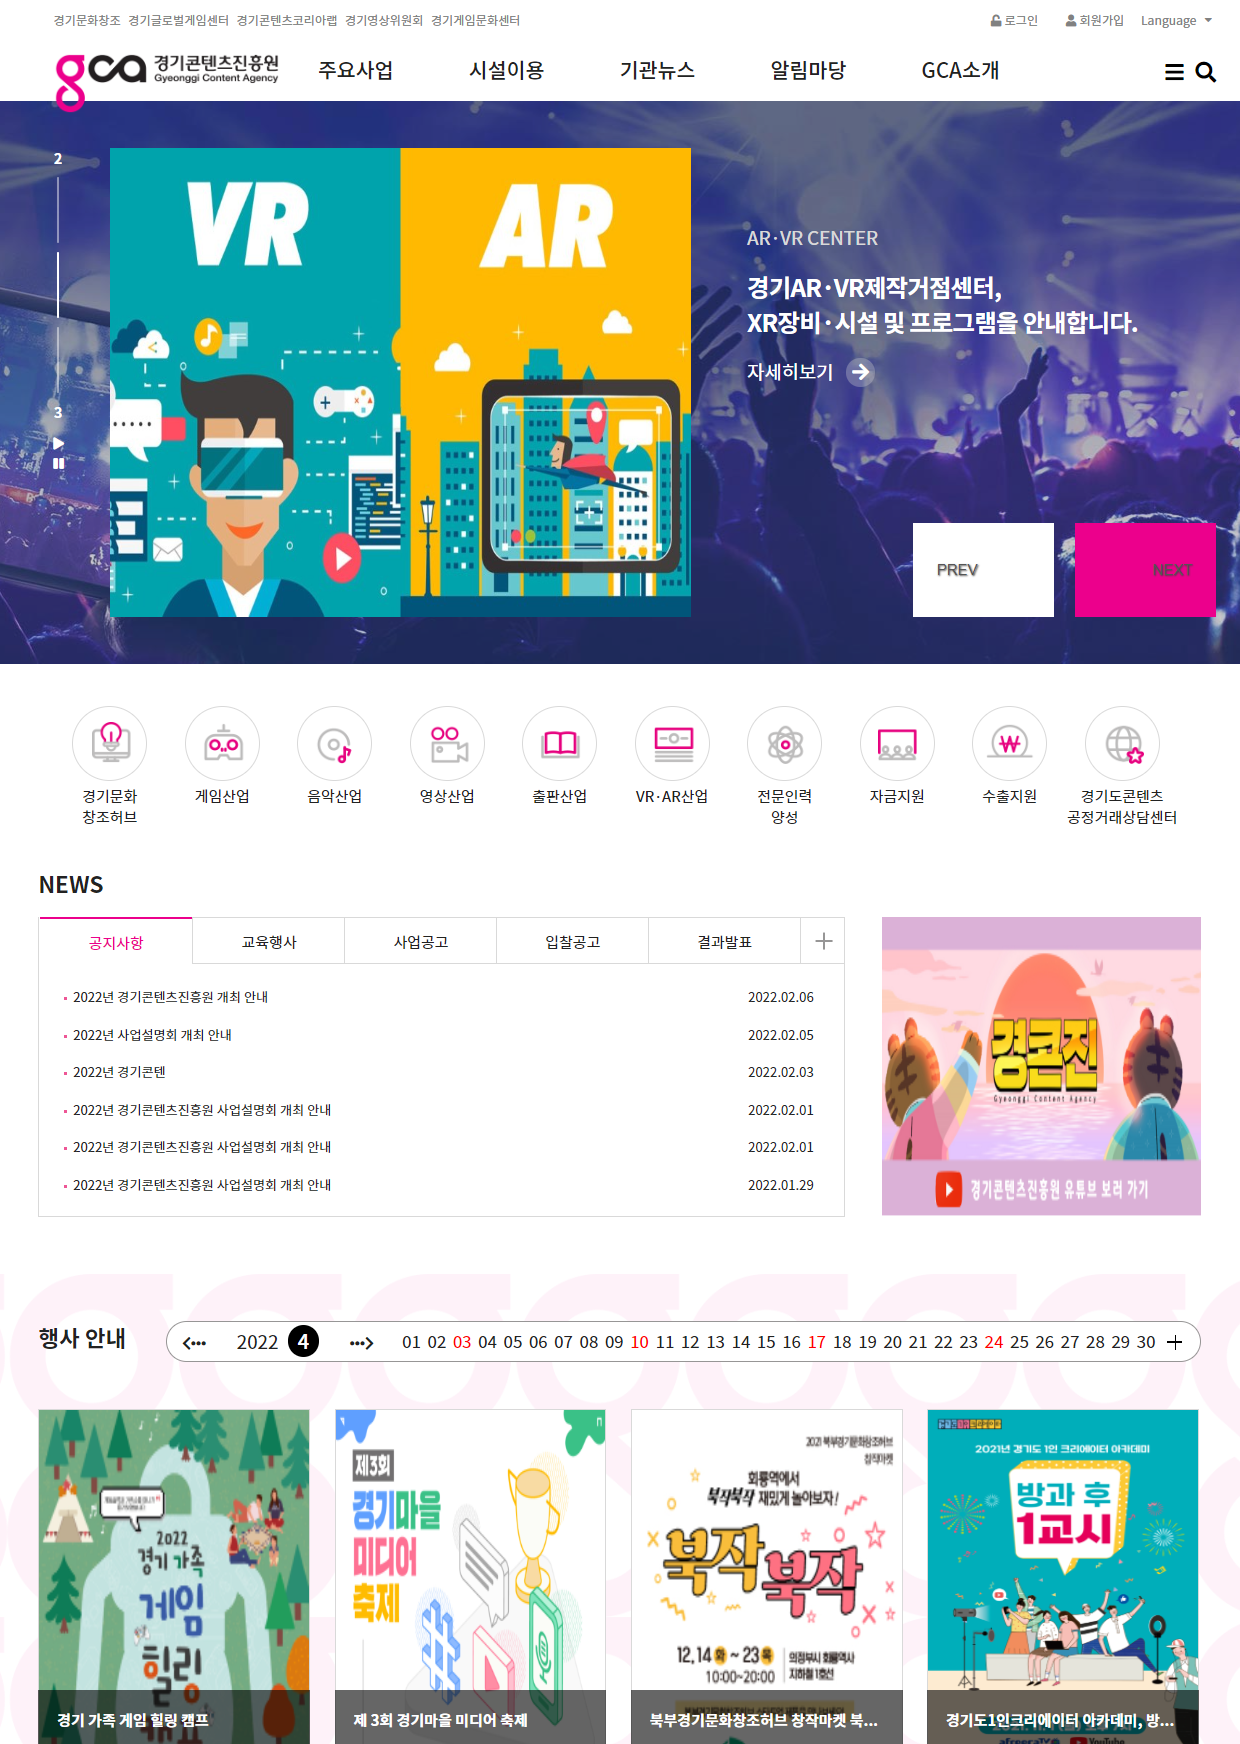 경기문화창조 경기글로벌게임센터 경기콘텐츠코리아랩 경기영상위원회 경기게임문화센터
로그인 회원가입 Language
gca 경기콘텐츠진흥원
Gyeonggi Content Agency
주요사업 시설이용 기관뉴스 알림마당 GCA소개
2
3
VR AR
AR·VR CENTER
경기AR·VR제작거점센터,
XR장비·시설 및 프로그램을 안내합니다.
자세히보기
PREV NEXT
경기문화
창조허브
게임산업
음악산업
영상산업
출판산업
VR·AR산업
전문인력
양성
자금지원
수출지원
경기도콘텐츠
공정거래상담센터
NEWS
공지사항 교육행사 사업공고 입찰공고 결과발표
2022년 경기콘텐츠진흥원 개최 안내 2022.02.06
2022년 사업설명회 개최 안내 2022.02.05
2022년 경기콘텐 2022.02.03
2022년 경기콘텐츠진흥원 사업설명회 개최 안내 2022.02.01
2022년 경기콘텐츠진흥원 사업설명회 개최 안내 2022.02.01
2022년 경기콘텐츠진흥원 사업설명회 개최 안내 2022.01.29
경콘진
Gyeonggi Content Agency
경기콘텐츠진흥원 유튜브 보러 가기
행사 안내
2022 4
01 02 03 04 05 06 07 08 09 10 11 12 13 14 15 16 17 18 19 20 21 22 23 24 25 26 27 28 29 30
2022
경기 가족
게임
힐링
캠프
경기 가족 게임 힐링 캠프
제3회
경기마을
미디어
축제
제 3회 경기마을 미디어 축제
2021 북부경기문화창조허브
창작마켓
회룡역에서
북작북작 재밌게 놀아보자!
북작북작
12.14 화 ~ 23 목
10:00~20:00
의정부시 회룡역사
지하철 1호선
북부경기문화창조허브 창작마켓 북...
2021년 경기도 1인 크리에이터 아카데미
방과 후
1교시
경기도1인크리에이터 아카데미, 방...
afreecaTV YouTube